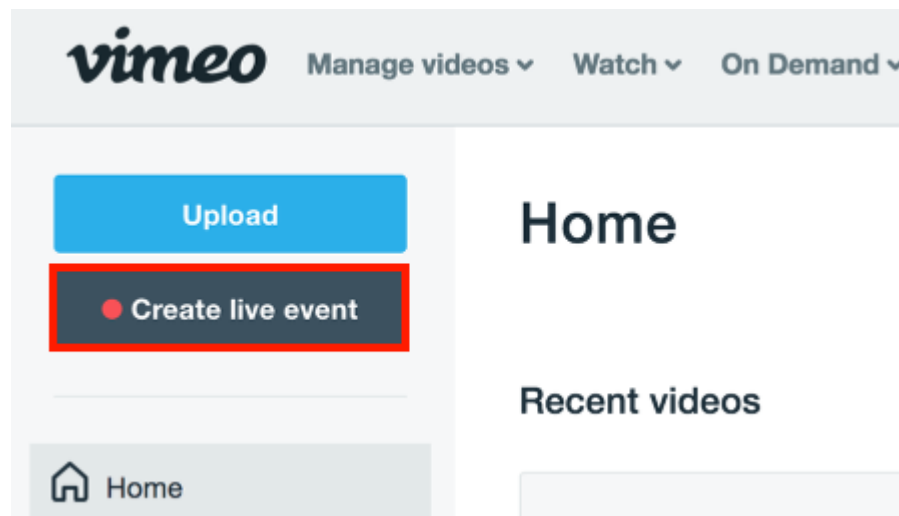 vimeo Manage videos Watch On Demand
Upload
Home
Create live event
Recent videos
Home